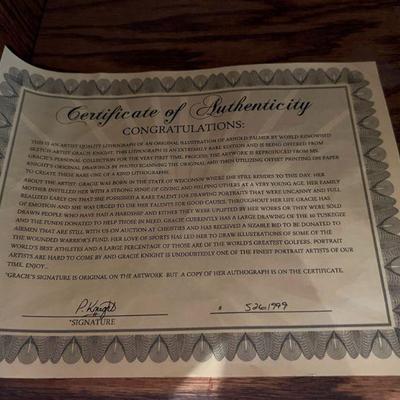 Certificate of Authenticity
CONGRATULATIONS:
THIS IS AN ARTIST QUALITY LITHOGRAPH OF AN ORIGINAL ILLUSTRATION OF ARNOLD PALMER BY WORLD RENOWNED
SKETCH ARTIST GRACIE KNIGHT. THIS LITHOGRAPH IS AN EXTREMELY RARE EDITION AND IS BEING OFFERED FROM
GRACIE'S PERSONAL COLLECTION FOR THE VERY FIRST TIME. PROCESS: THE ARTWORK IS REPRODUCED FROM MS.
KNIGHT'S ORIGINAL DRAWINGS BY PHOTO SCANNING THE ORIGINAL AND THEN UTILIZING OFFSET PRINTING ON PAPER
TO CREATE THESE RARE ONE OF A KIND LITHOGRAPHS.
ABOUT THE ARTIST: GRACIE WAS BORN IN THE STATE OF WISCONSIN WHERE SHE STILL RESIDES TO THIS DAY. HER
MOTHER INSTILLED HER WITH A STRONG SENSE OF GIVING AND HELPING OTHERS AT A VERY YOUNG AGE. HER FAMILY
REALIZED EARLY ON THAT SHE POSSESSED A RARE TALENT FOR DRAWING PORTRAITS THAT WERE UNCANNY AND FULL
OF EMOTION AND SHE WAS URGED TO USE HER TALENTS FOR GOOD CAUSES. THROUGHOUT HER LIFE GRACIE HAS
DRAWN PEOPLE WHO HAVE HAD A HARDSHIP AND EITHER THEY WERE UPLIFTED BY HER WORKS OR THEY WERE SOLD
AND THE FUNDS DONATED TO HELP THOSE IN NEED. GRACIE CURRENTLY HAS A LARGE DRAWING OF THE 10 TUSKEGEE
AIRMEN THAT ARE STILL WITH US ON AUCTION AT CHRISTIES AND HAS RECEIVED A SIZABLE BID TO BE DONATED TO
THE WOUNDED WARRIOR'S FUND. HER LOVE OF SPORTS HAS LED HER TO DRAW ILLUSTRATIONS OF SOME OF THE
WORLD'S BEST ATHLETES AND A LARGE PERCENTAGE OF THOSE ARE OF THE WORLD'S GREATEST GOLFERS. PORTRAIT
ARTISTS ARE HARD TO COME BY AND GRACIE KNIGHT IS UNDOUBTEDLY ONE OF THE FINEST PORTRAIT ARTISTS OF OUR
TIME. ENJOY...
*GRACIE'S SIGNATURE IS ORIGINAL ON THE ARTWORK BUT A COPY OF HER AUTOGRAPH IS ON THE CERTIFICATE.
Knight # 5261999
*SIGNATURE